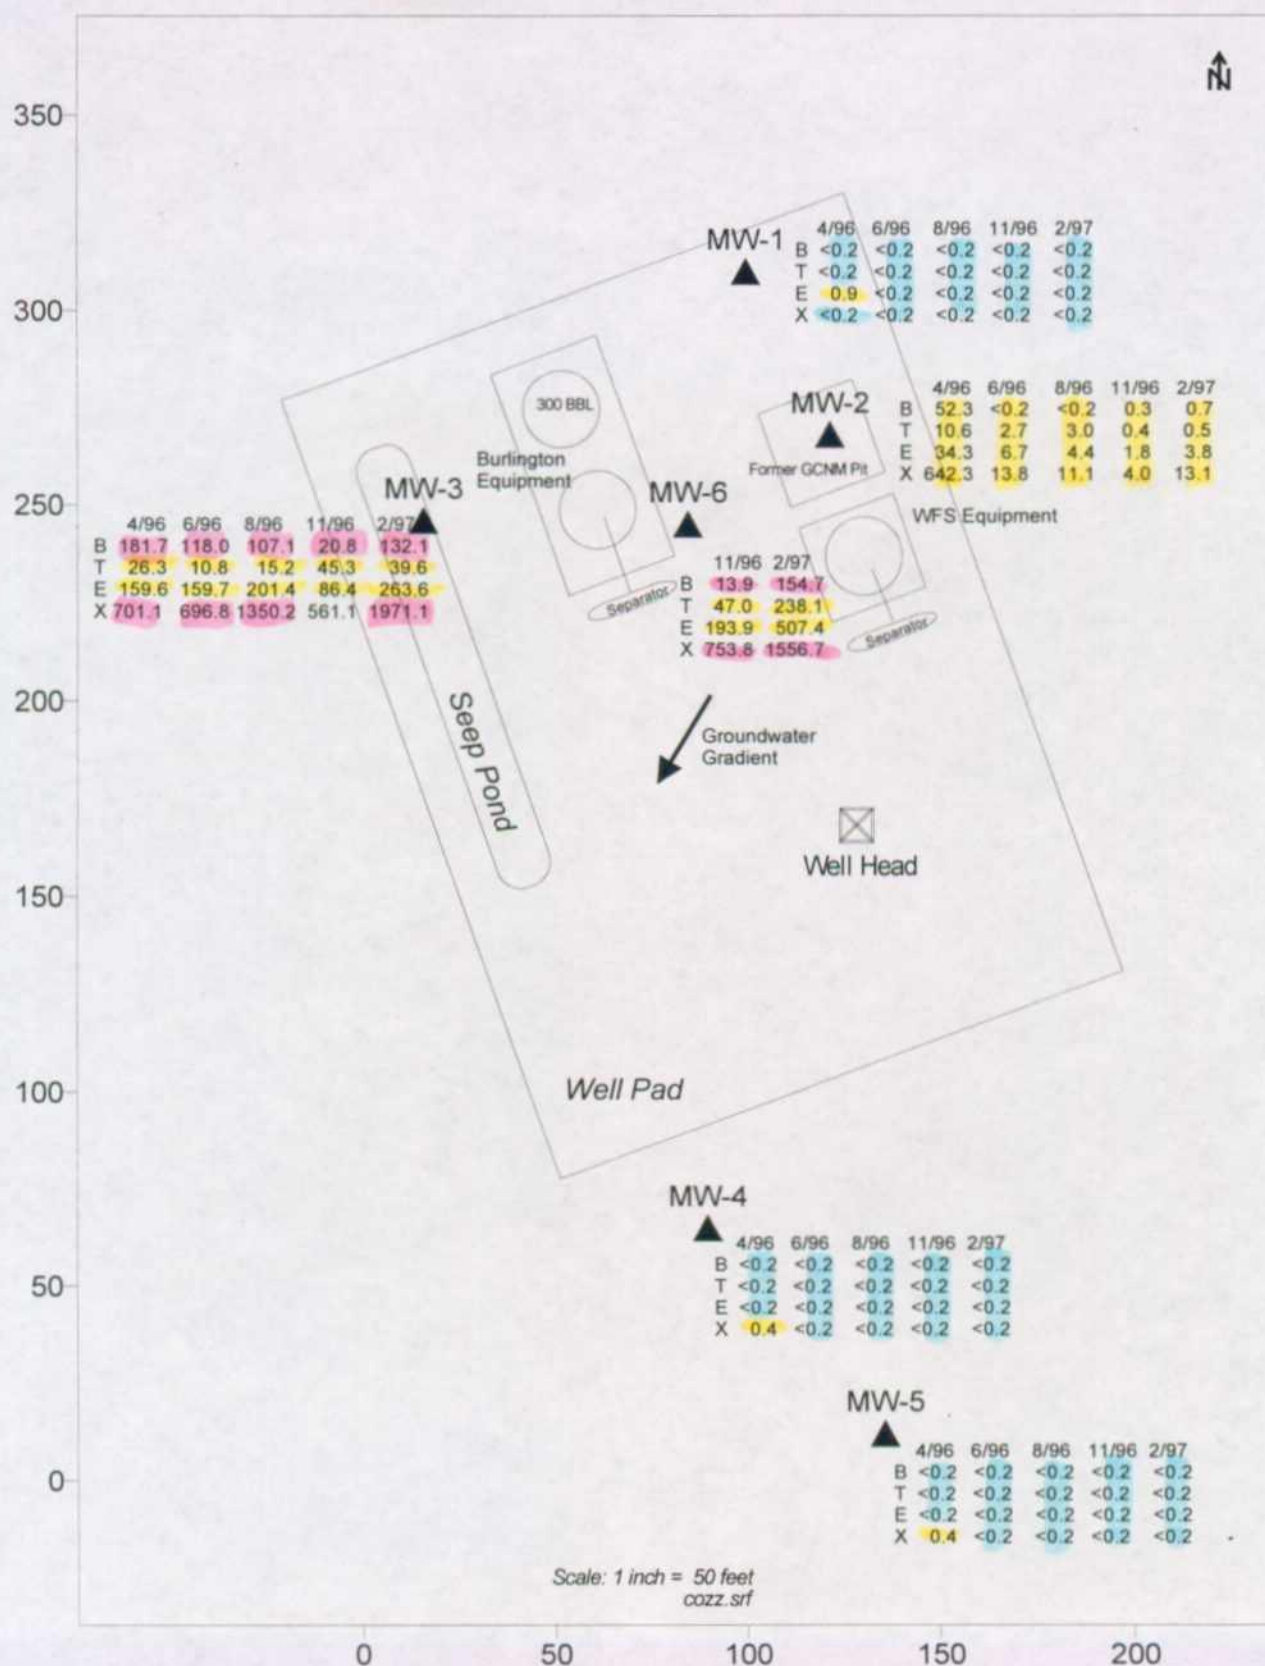 N
350
300
250
200
150
100
50
0
MW-1
4/96 6/96 8/96 11/96 2/97
B <0.2 <0.2 <0.2 <0.2 <0.2
T <0.2 <0.2 <0.2 <0.2 <0.2
E 0.9 <0.2 <0.2 <0.2 <0.2
X <0.2 <0.2 <0.2 <0.2 <0.2
MW-2
4/96 6/96 8/96 11/96 2/97
B 52.3 <0.2 <0.2 0.3 0.7
T 10.6 2.7 3.0 0.4 0.5
E 34.3 6.7 4.4 1.8 3.8
X 642.3 13.8 11.1 4.0 13.1
300 BBL
Burlington
Equipment
Former GCNM Pit
WFS Equipment
MW-3
4/96 6/96 8/96 11/96 2/97
B 181.7 118.0 107.1 20.8 132.1
T 26.3 10.8 15.2 45.3 39.6
E 159.6 159.7 201.4 86.4 263.6
X 701.1 696.8 1350.2 561.1 1971.1
MW-6
11/96 2/97
B 13.9 154.7
T 47.0 238.1
E 193.9 507.4
X 753.8 1556.7
Separator
Separator
Seep Pond
Groundwater
Gradient
Well Head
Well Pad
MW-4
4/96 6/96 8/96 11/96 2/97
B <0.2 <0.2 <0.2 <0.2 <0.2
T <0.2 <0.2 <0.2 <0.2 <0.2
E <0.2 <0.2 <0.2 <0.2 <0.2
X 0.4 <0.2 <0.2 <0.2 <0.2
MW-5
4/96 6/96 8/96 11/96 2/97
B <0.2 <0.2 <0.2 <0.2 <0.2
T <0.2 <0.2 <0.2 <0.2 <0.2
E <0.2 <0.2 <0.2 <0.2 <0.2
X 0.4 <0.2 <0.2 <0.2 <0.2
Scale: 1 inch = 50 feet
cozz.srf
0 50 100 150 200